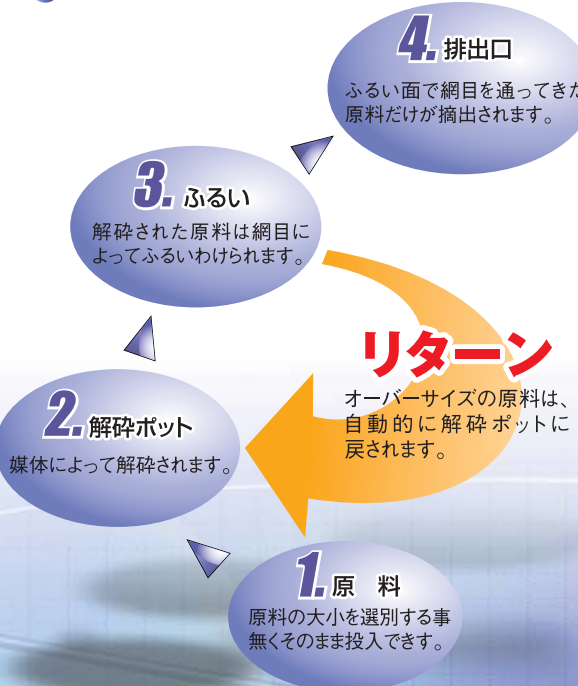 4. 排出口
ふるい面で網目を通ってきた
原料だけが摘出されます。
3. ふるい
解砕された原料は網目に
よってふるいわけられます。
リターン
オーバーサイズの原料は、
自動的に解砕ポットに
戻されます。
2. 解砕ポット
媒体によって解砕されます。
1. 原　料
原料の大小を選別する事
無くそのまま投入できす。